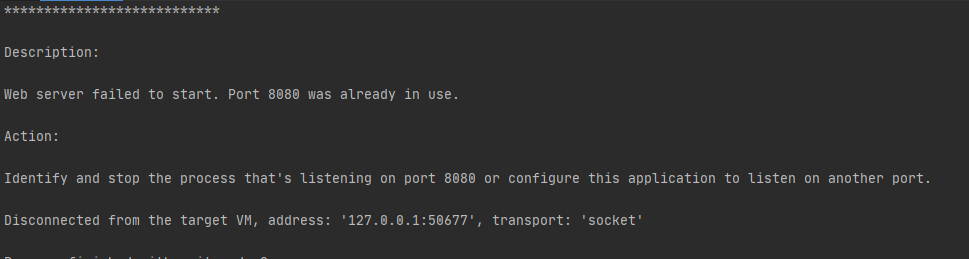 ***************************
Description:
Web server failed to start. Port 8080 was already in use.
Action:
Identify and stop the process that's listening on port 8080 or configure this application to listen on another port.
Disconnected from the target VM, address: '127.0.0.1:50677', transport: 'socket'